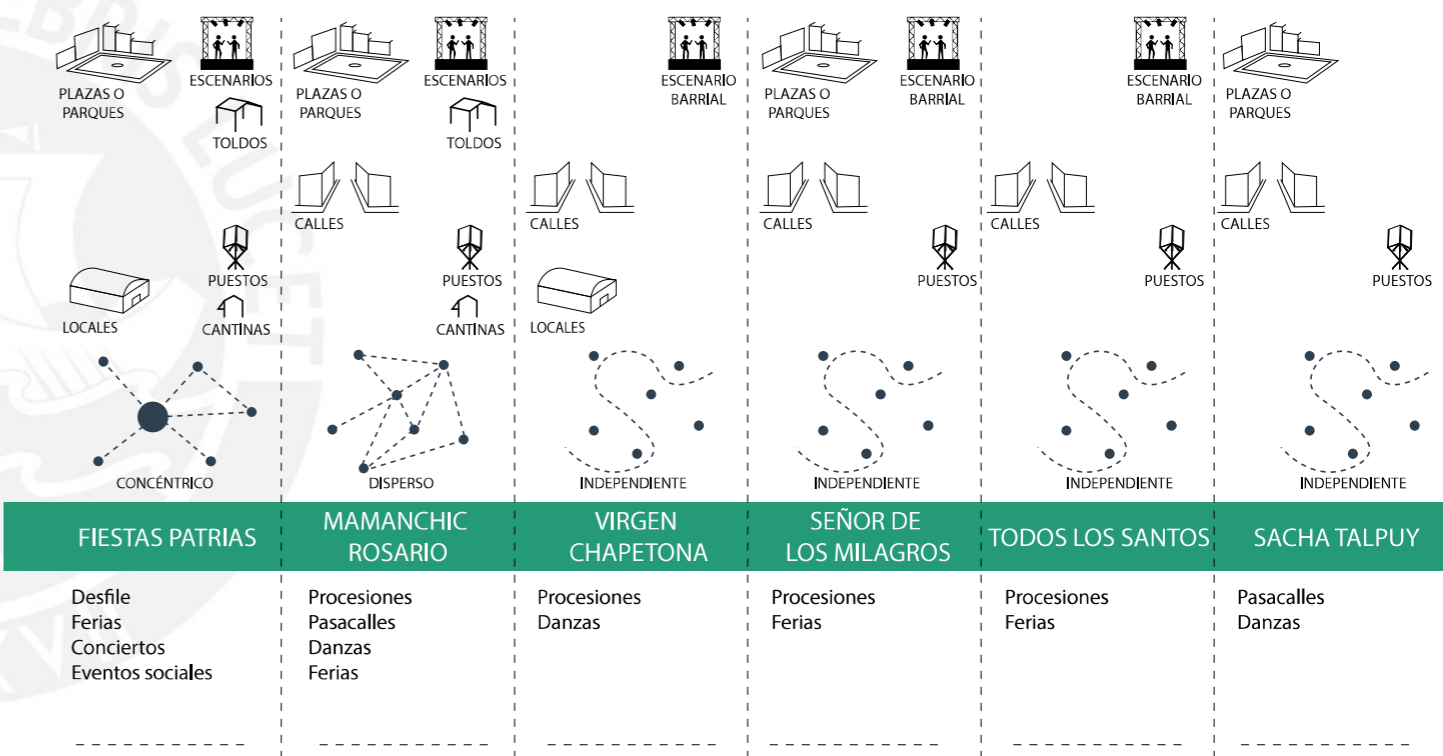 PLAZAS O
PARQUES
ESCENARIOS
TOLDOS
PUESTOS
LOCALES
CANTINAS
CONCÉNTRICO
FIESTAS PATRIAS
Desfile
Ferias
Conciertos
Eventos sociales
PLAZAS O
PARQUES
ESCENARIOS
TOLDOS
CALLES
PUESTOS
CANTINAS
DISPERSO
MAMANCHIC
ROSARIO
Procesiones
Pasacalles
Danzas
Ferias
ESCENARIO
BARRIAL
CALLES
LOCALES
INDEPENDIENTE
VIRGEN
CHAPETONA
Procesiones
Danzas
PLAZAS O
PARQUES
ESCENARIO
BARRIAL
CALLES
PUESTOS
INDEPENDIENTE
SEÑOR DE
LOS MILAGROS
Procesiones
Ferias
ESCENARIO
BARRIAL
CALLES
PUESTOS
INDEPENDIENTE
TODOS LOS SANTOS
Procesiones
Ferias
PLAZAS O
PARQUES
CALLES
PUESTOS
INDEPENDIENTE
SACHA TALPUY
Pasacalles
Danzas